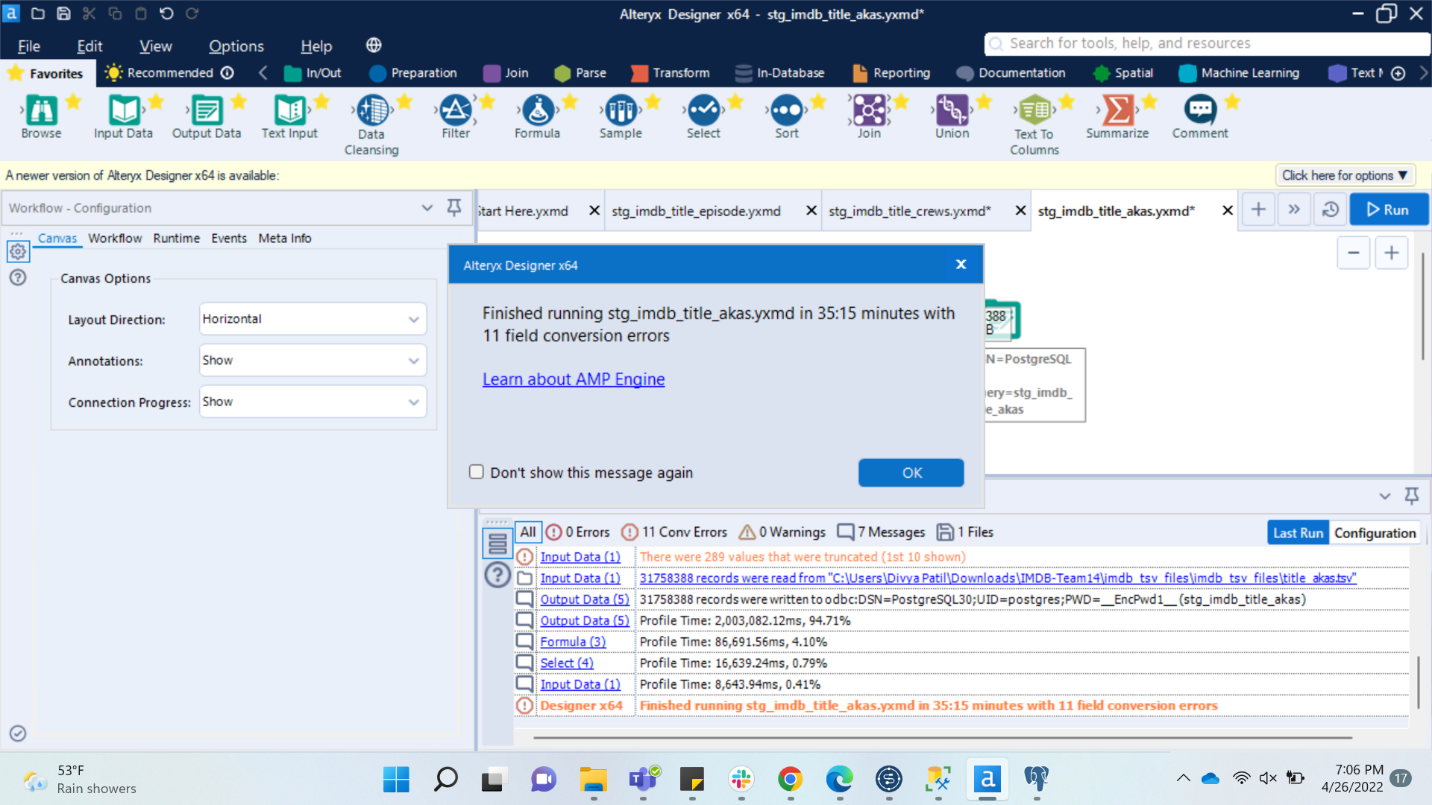 Alteryx Designer x64 - stg_imdb_title_akas.yxmd*
File Edit View Options Help
Search for tools, help, and resources
Favorites Recommended In/Out Preparation Join Parse Transform In-Database Reporting Documentation Spatial Machine Learning Text
Browse Input Data Output Data Text Input Data Cleansing Filter Formula Sample Select Sort Join Union Text To Columns Summarize Comment
A newer version of Alteryx Designer x64 is available:
Click here for options ▼
Workflow - Configuration
Start Here.yxmd stg_imdb_title_episode.yxmd stg_imdb_title_crews.yxmd* stg_imdb_title_akas.yxmd*
Run
Canvas Workflow Runtime Events Meta Info
Canvas Options
Layout Direction: Horizontal
Annotations: Show
Connection Progress: Show
Alteryx Designer x64
Finished running stg_imdb_title_akas.yxmd in 35:15 minutes with
11 field conversion errors
Learn about AMP Engine
Don't show this message again
OK
388
B
SN=PostgreSQL
ery=stg_imdb_
e_akas
All 0 Errors 11 Conv Errors 0 Warnings 7 Messages 1 Files
Last Run Configuration
Input Data (1) There were 289 values that were truncated (1st 10 shown)
Input Data (1) 31758388 records were read from "C:\Users\Divya Patil\Downloads\IMDB-Team14\imdb_tsv_files\imdb_tsv_files\title_akas.tsv"
Output Data (5) 31758388 records were written to odbc:DSN=PostgreSQL30;UID=postgres;PWD=__EncPwd1__ (stg_imdb_title_akas)
Output Data (5) Profile Time: 2,003,082.12ms, 94.71%
Formula (3) Profile Time: 86,691.56ms, 4.10%
Select (4) Profile Time: 16,639.24ms, 0.79%
Input Data (1) Profile Time: 8,643.94ms, 0.41%
Designer x64 Finished running stg_imdb_title_akas.yxmd in 35:15 minutes with 11 field conversion errors
53°F
Rain showers
7:06 PM
4/26/2022
17